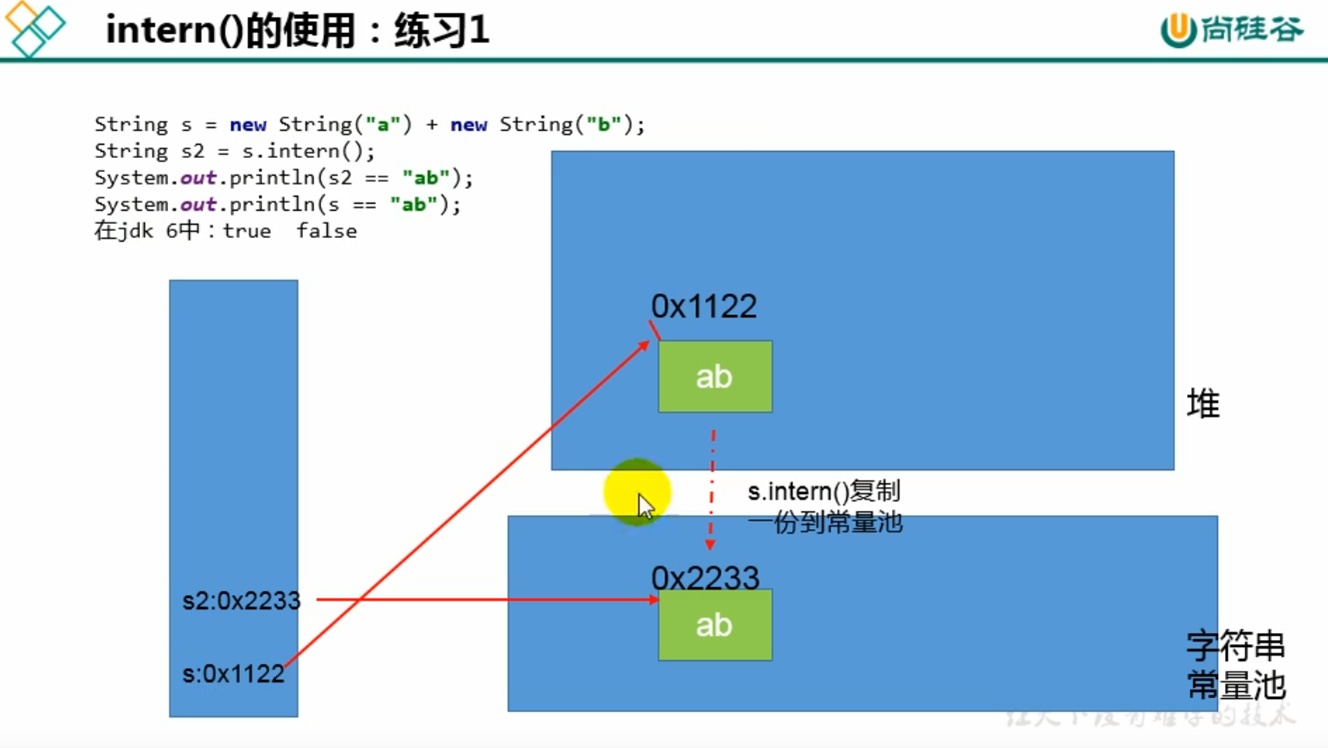 intern()的使用：练习1
尚硅谷
String s = new String("a") + new String("b");
String s2 = s.intern();
System.out.println(s2 == "ab");
System.out.println(s == "ab");
在jdk 6中：true  false
0x1122
ab
堆
s.intern()复制
一份到常量池
0x2233
ab
s2:0x2233
s:0x1122
字符串
常量池
让天下没有难学的技术